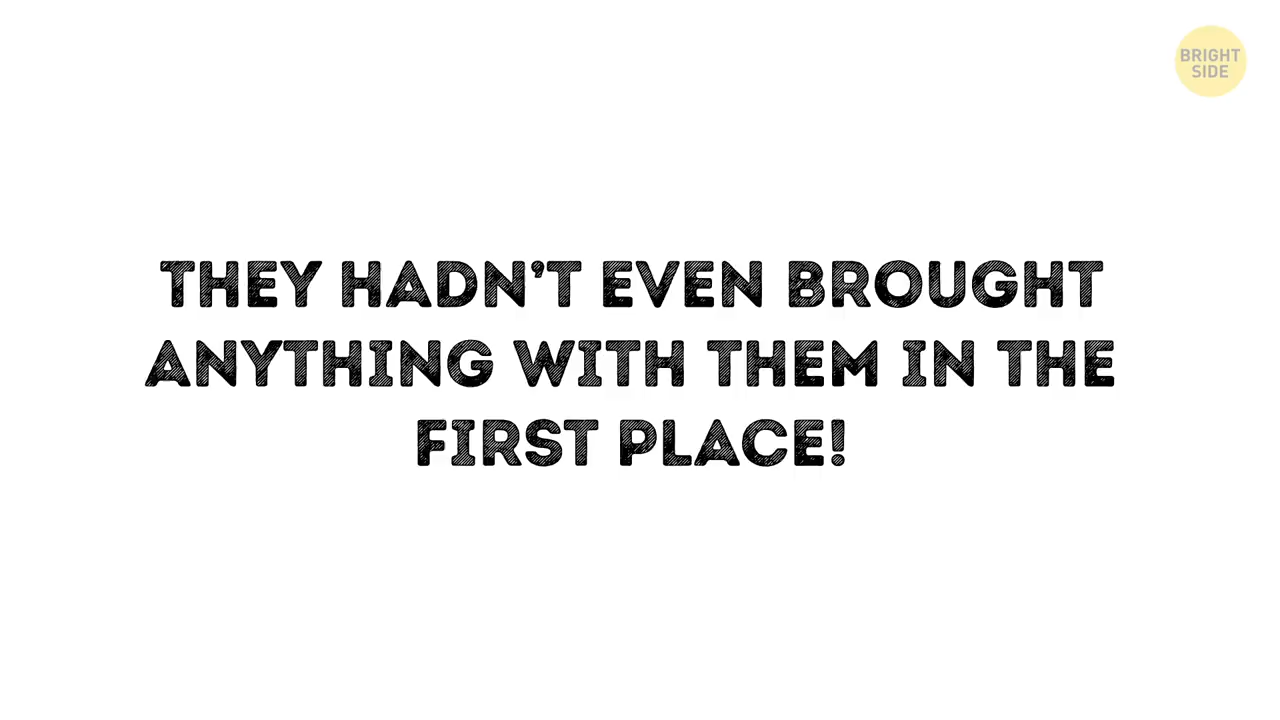 BRIGHT
SIDE
THEY HADN'T EVEN BROUGHT
ANYTHING WITH THEM IN THE
FIRST PLACE!